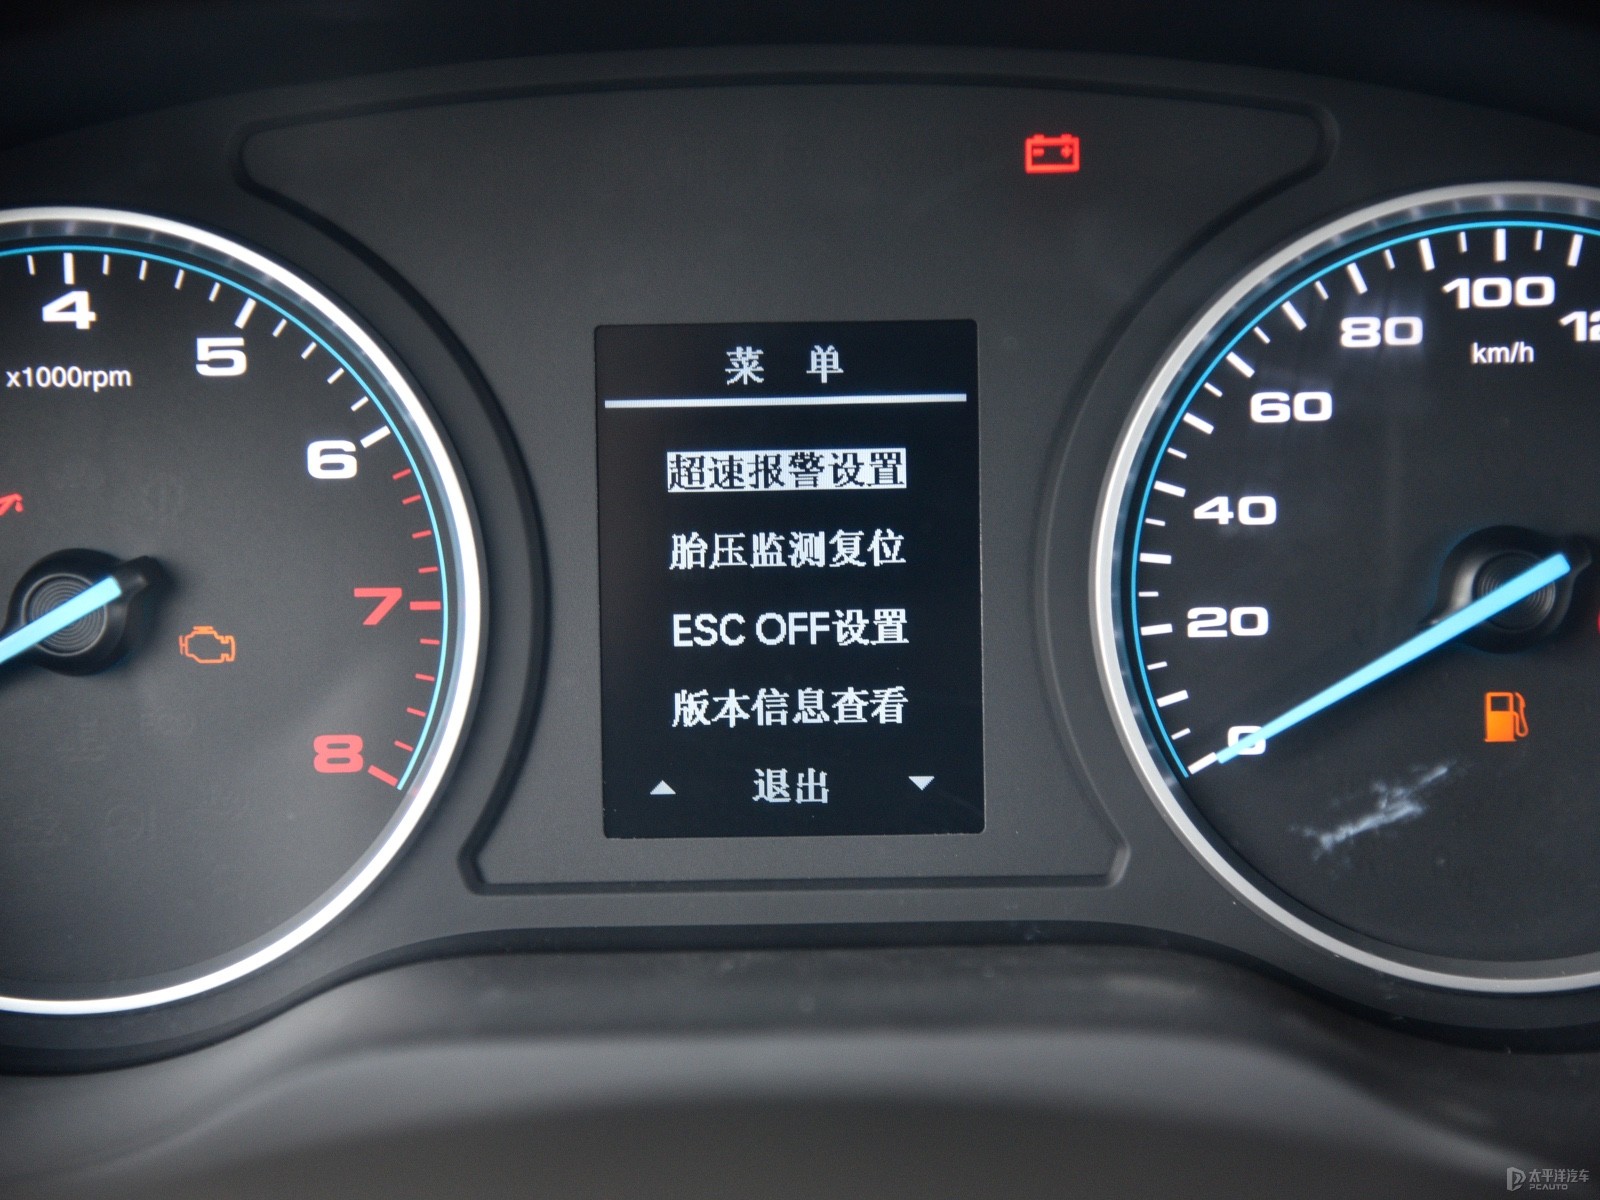 菜 单
超速报警设置
胎压监测复位
ESC OFF设置
版本信息查看
退出
4
5
6
7
8
x1000rpm
0
20
40
60
80
100
km/h
太平洋汽车
PCAUTO